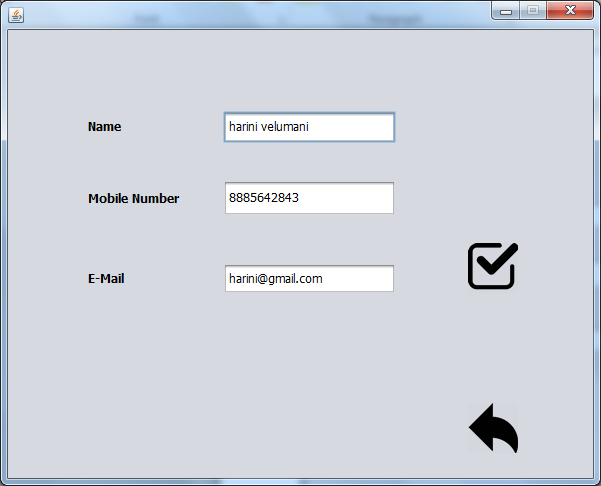 Name
harini velumani
Mobile Number
8885642843
E-Mail
harini@gmail.com